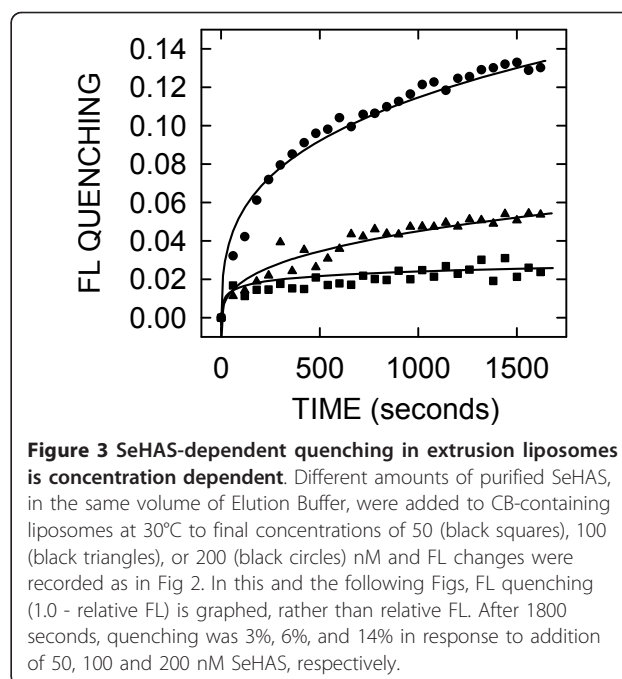 0.14
0.12
0.10
0.08
0.06
0.04
0.02
0.00
FL QUENCHING
0 500 1000 1500
TIME (seconds)
Figure 3 SeHAS-dependent quenching in extrusion liposomes
is concentration dependent. Different amounts of purified SeHAS,
in the same volume of Elution Buffer, were added to CB-containing
liposomes at 30°C to final concentrations of 50 (black squares), 100
(black triangles), or 200 (black circles) nM and FL changes were
recorded as in Fig 2. In this and the following Figs, FL quenching
(1.0 - relative FL) is graphed, rather than relative FL. After 1800
seconds, quenching was 3%, 6%, and 14% in response to addition
of 50, 100 and 200 nM SeHAS, respectively.